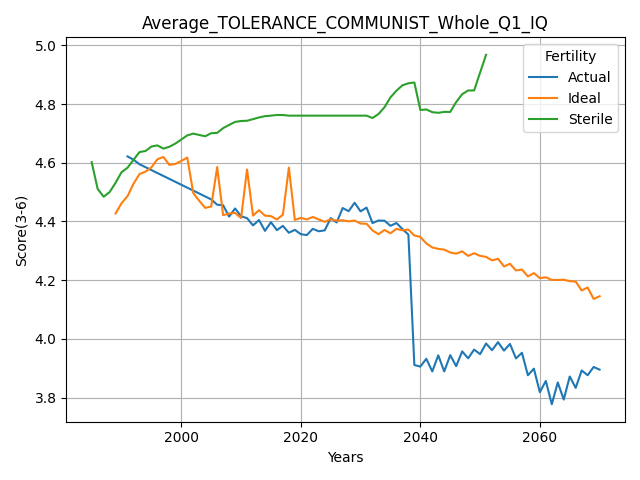 Average_TOLERANCE_COMMUNIST_Whole_Q1_IQ
Fertility
Actual
Ideal
Sterile
Score(3-6)
5.0
4.8
4.6
4.4
4.2
4.0
3.8
2000 2020 2040 2060
Years